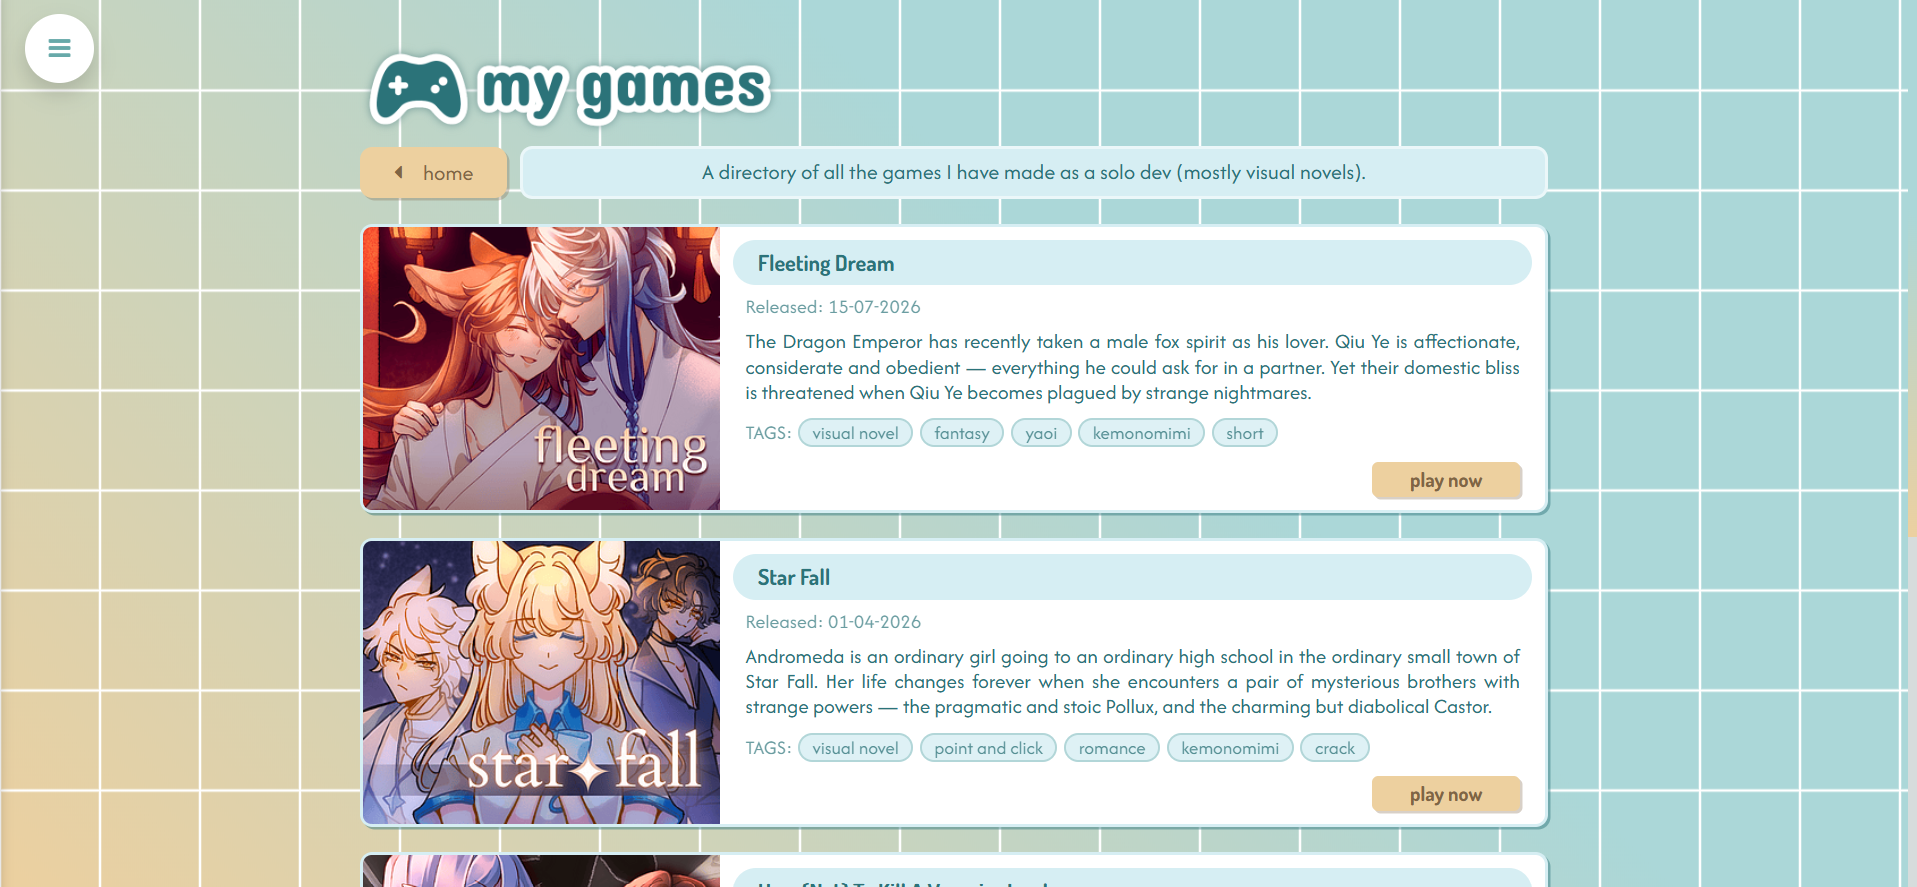 my games
home
A directory of all the games I have made as a solo dev (mostly visual novels).
fleeting
dream
Fleeting Dream
Released: 15-07-2026
The Dragon Emperor has recently taken a male fox spirit as his lover. Qiu Ye is affectionate,
considerate and obedient — everything he could ask for in a partner. Yet their domestic bliss
is threatened when Qiu Ye becomes plagued by strange nightmares.
TAGS: visual novel fantasy yaoi kemonomimi short
play now
star fall
Star Fall
Released: 01-04-2026
Andromeda is an ordinary girl going to an ordinary high school in the ordinary small town of
Star Fall. Her life changes forever when she encounters a pair of mysterious brothers with
strange powers — the pragmatic and stoic Pollux, and the charming but diabolical Castor.
TAGS: visual novel point and click romance kemonomimi crack
play now